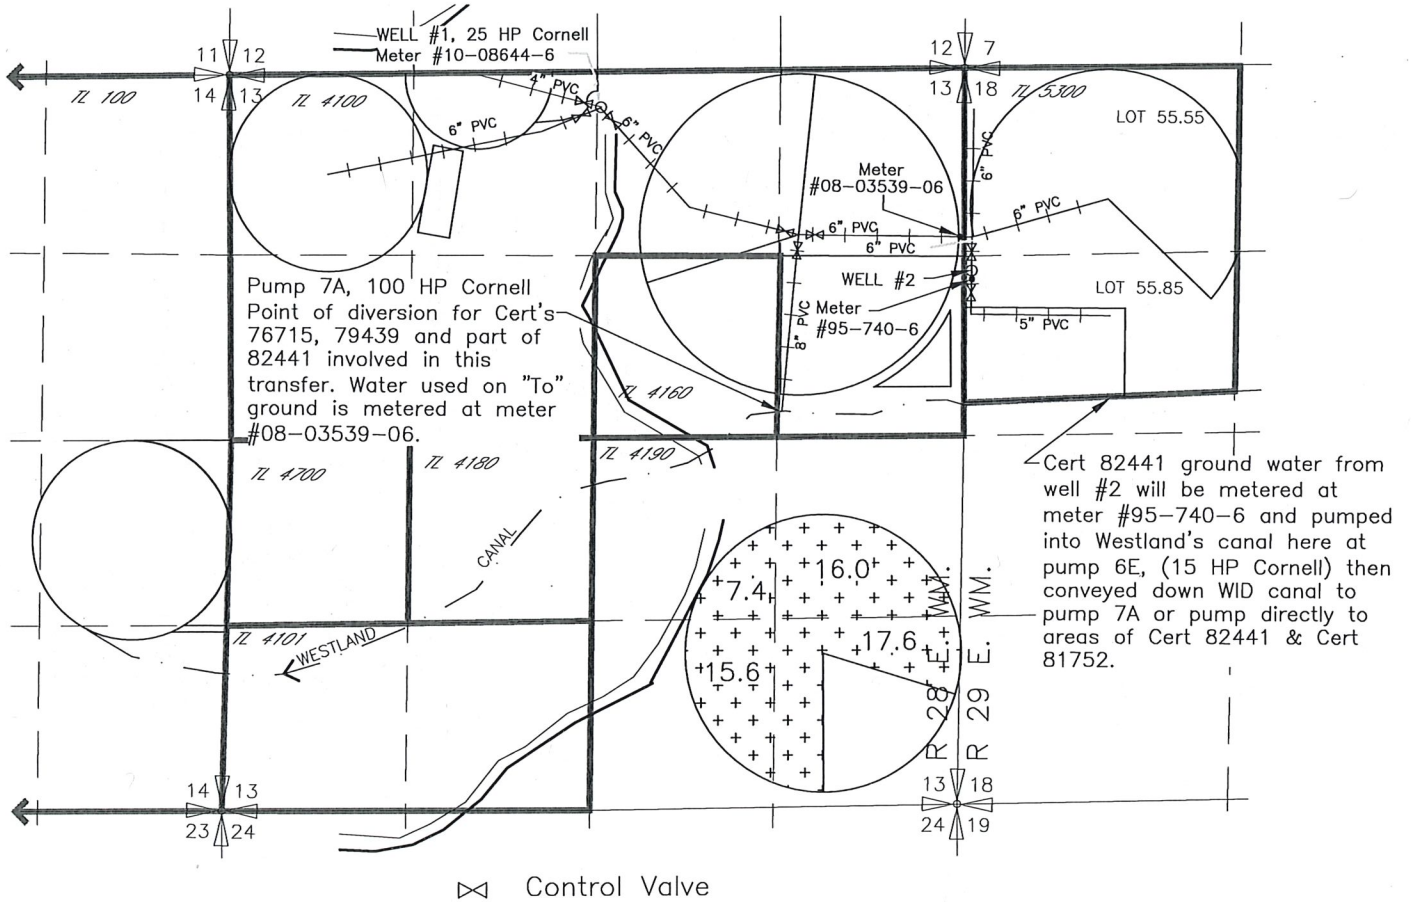 WELL #1, 25 HP Cornell
Meter #10-08644-6
11 12
14 13
12 7
13 18
TL 100
TL 4100
4" PVC
6" PVC
6" PVC
TL 5300
LOT 55.55
6" PVC
Meter
#08-03539-06
6" PVC
6" PVC
6" PVC
WELL #2
Meter
#95-740-6
8" PVC
LOT 55.85
5" PVC
Pump 7A, 100 HP Cornell
Point of diversion for Cert's
76715, 79439 and part of
82441 involved in this
transfer. Water used on "To"
ground is metered at meter
#08-03539-06.
TL 4160
TL 4700
TL 4180
TL 4190
Cert 82441 ground water from
well #2 will be metered at
meter #95-740-6 and pumped
into Westland's canal here at
pump 6E, (15 HP Cornell) then
conveyed down WID canal to
pump 7A or pump directly to
areas of Cert 82441 & Cert
81752.
CANAL
WESTLAND
TL 4101
16.0
7.4
17.6
15.6
R 28 E. WM.
R 29 E. WM.
14 13
23 24
13 18
24 19
Control Valve